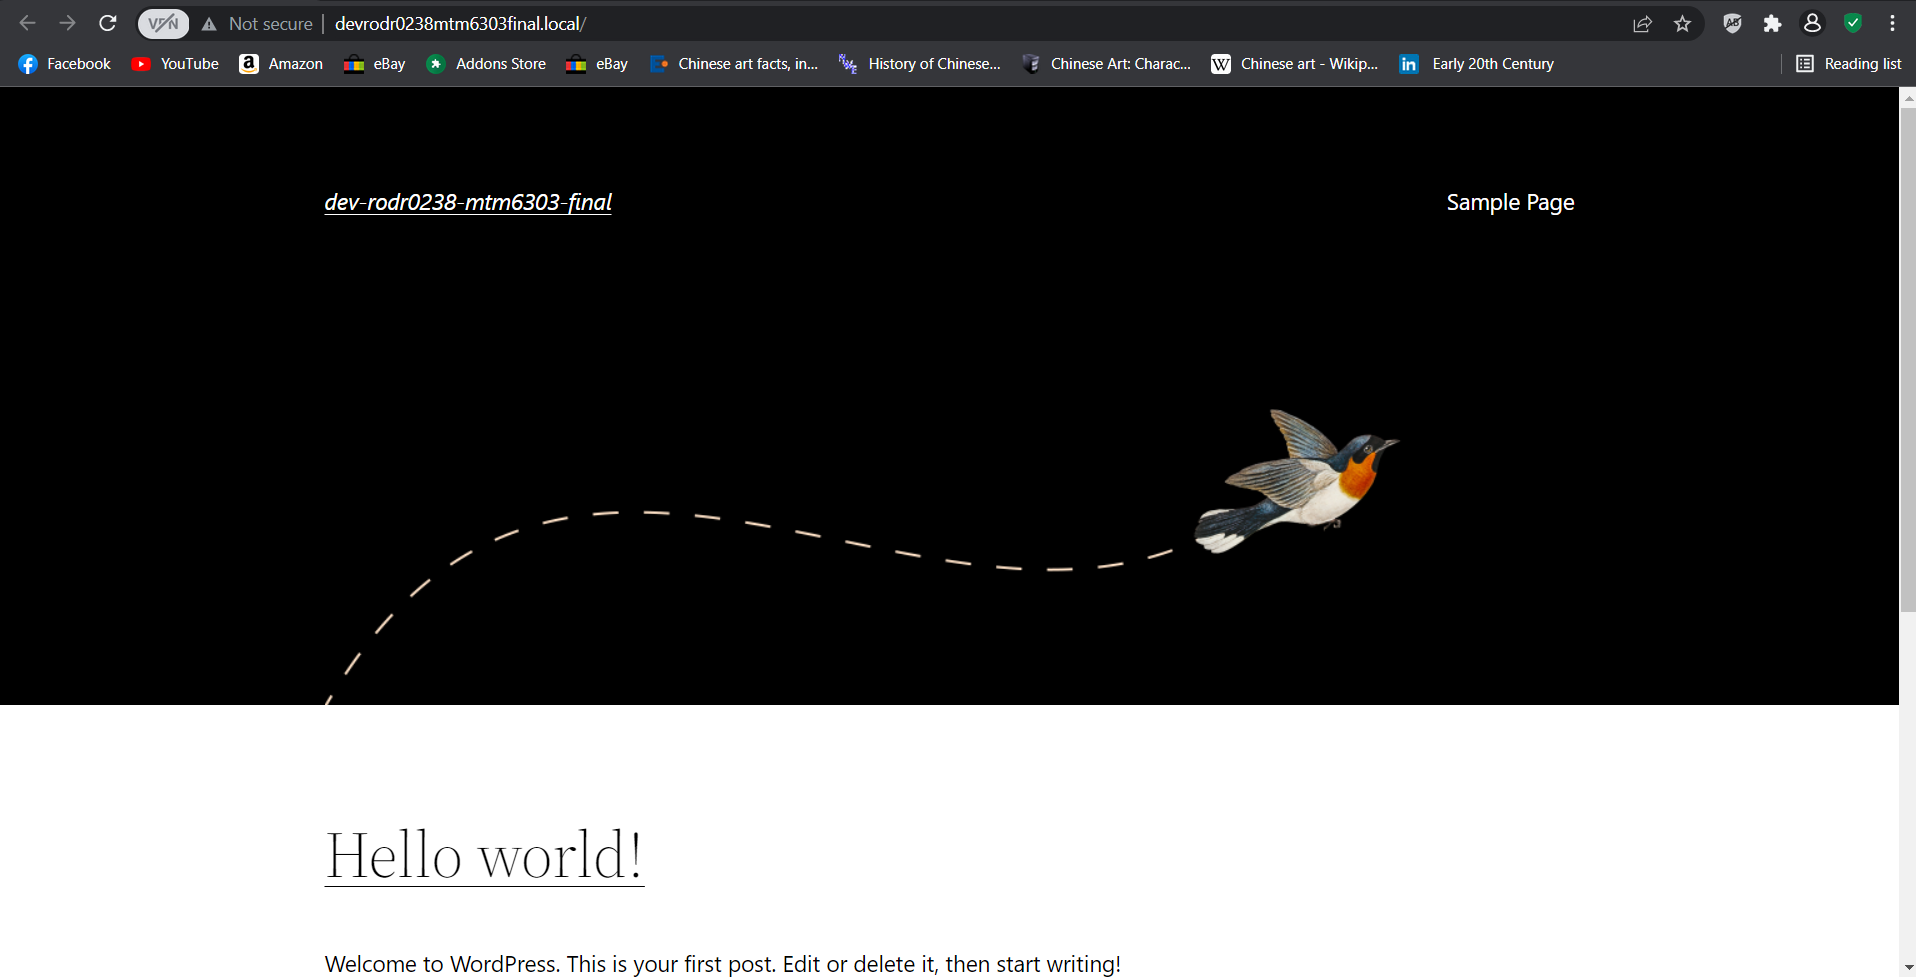 VPN Not secure devrodr0238mtm6303final.local/
Facebook YouTube Amazon eBay Addons Store eBay Chinese art facts, in... History of Chinese... Chinese Art: Charac... Chinese art - Wikip... Early 20th Century Reading list
dev-rodr0238-mtm6303-final Sample Page
Hello world!
Welcome to WordPress. This is your first post. Edit or delete it, then start writing!